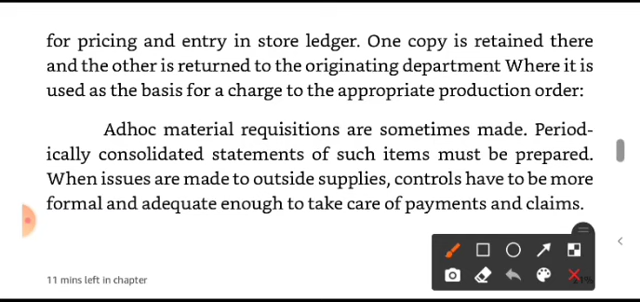 for pricing and entry in store ledger. One copy is retained there
and the other is returned to the originating department Where it is
used as the basis for a charge to the appropriate production order:
Adhoc material requisitions are sometimes made. Period-
ically consolidated statements of such items must be prepared.
When issues are made to outside supplies, controls have to be more
formal and adequate enough to take care of payments and claims.
11 mins left in chapter